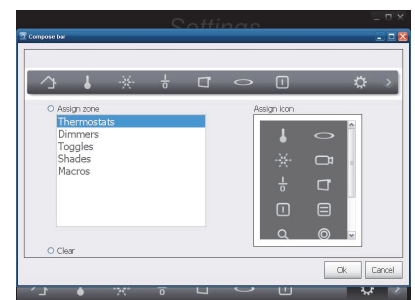 Settings
Compose bar
Assign zone
Thermostats
Dimmers
Toggles
Shades
Macros
Assign icon
Clear
Ok
Cancel